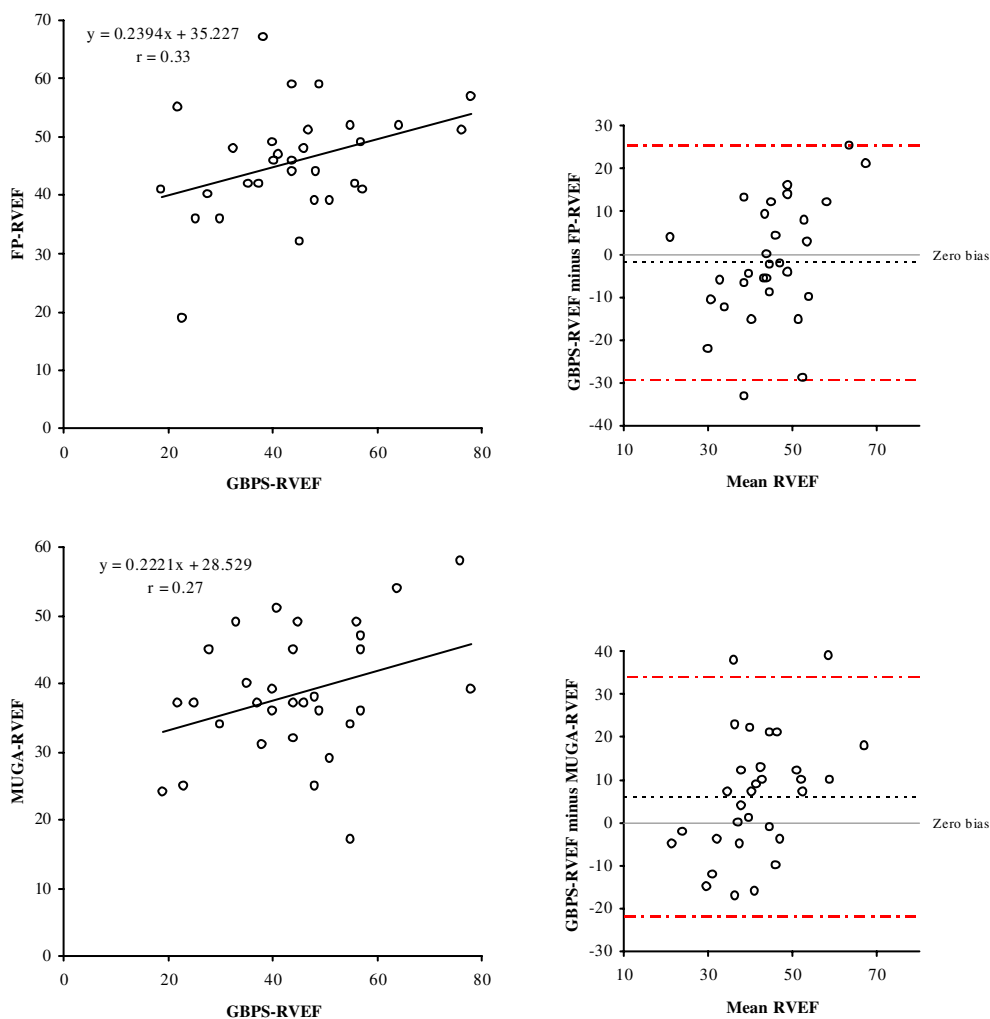 y = 0.2394x + 35.227
r = 0.33
70
60
50
40
30
20
10
0
FP-RVEF
0 20 40 60 80
GBPS-RVEF
30
20
10
0
-10
-20
-30
-40
GBPS-RVEF minus FP-RVEF
Zero bias
10 30 50 70
Mean RVEF
y = 0.2221x + 28.529
r = 0.27
60
50
40
30
20
10
0
MUGA-RVEF
0 20 40 60 80
GBPS-RVEF
40
30
20
10
0
-10
-20
-30
GBPS-RVEF minus MUGA-RVEF
Zero bias
10 30 50 70
Mean RVEF